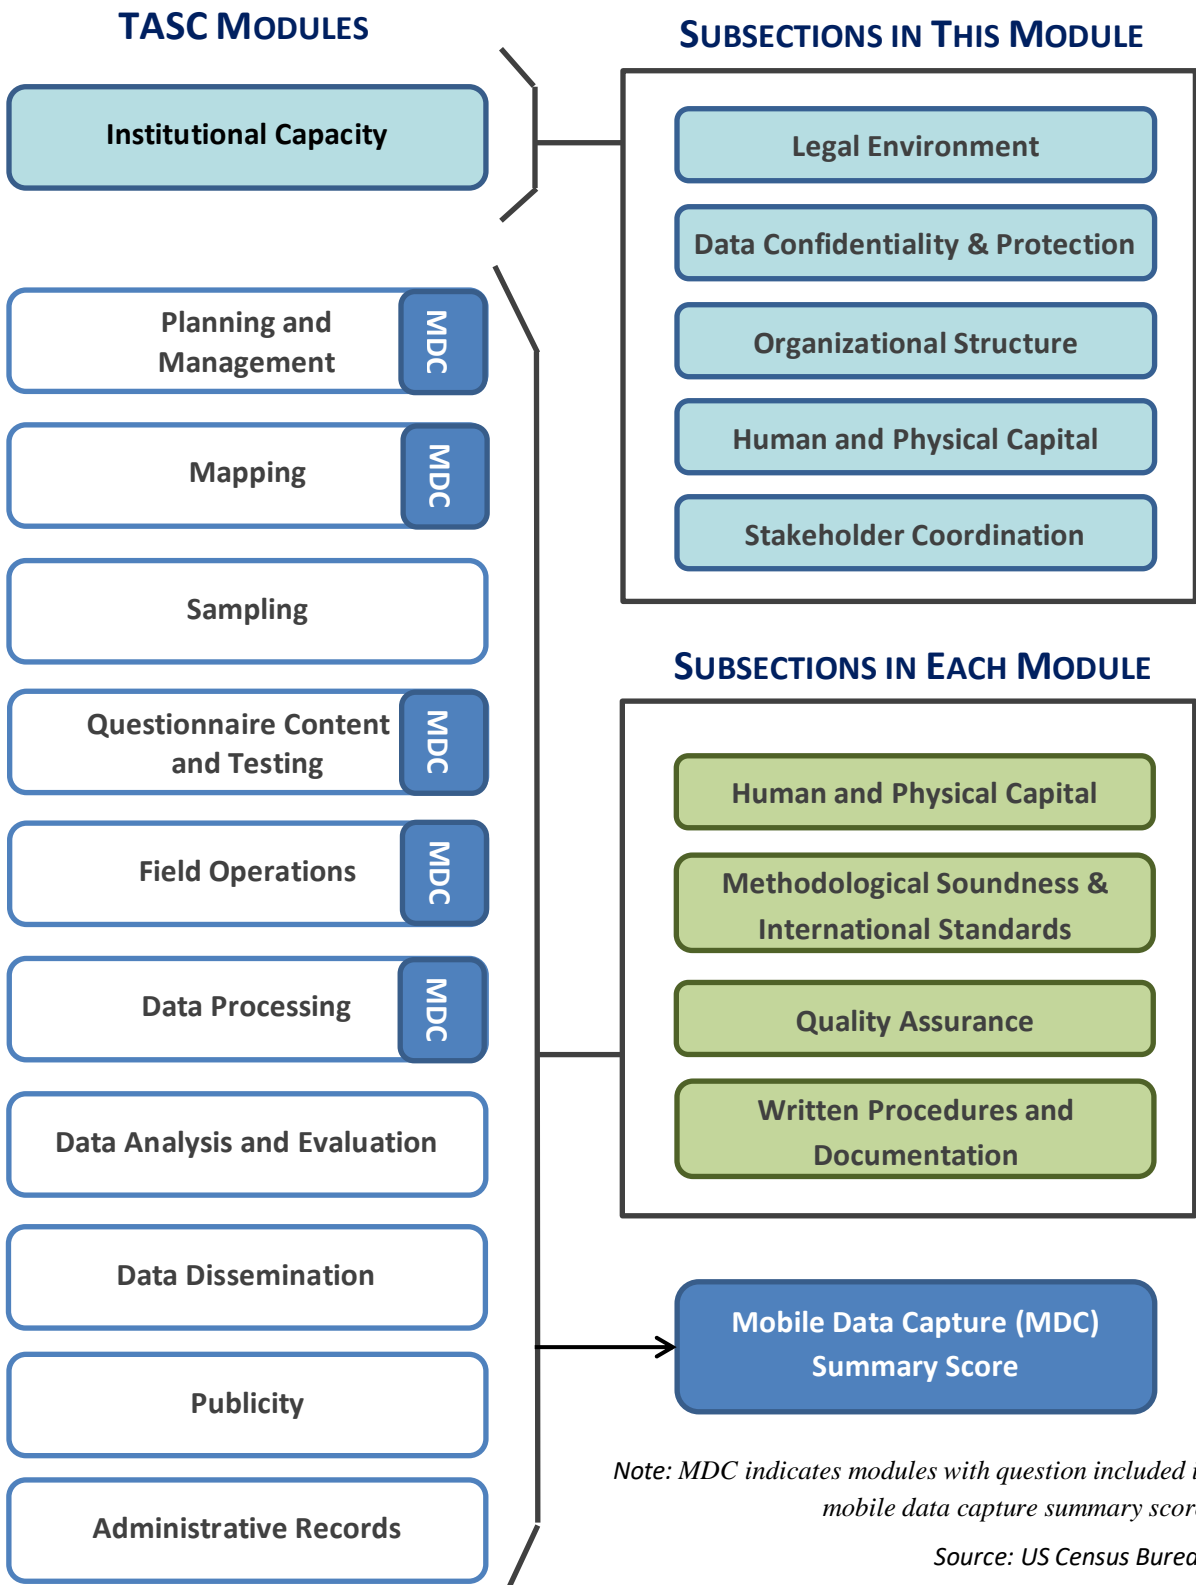 TASC MODULES
Institutional Capacity
Planning and
Management
MDC
Mapping
MDC
Sampling
Questionnaire Content
and Testing
MDC
Field Operations
MDC
Data Processing
MDC
Data Analysis and Evaluation
Data Dissemination
Publicity
Administrative Records
SUBSECTIONS IN THIS MODULE
Legal Environment
Data Confidentiality & Protection
Organizational Structure
Human and Physical Capital
Stakeholder Coordination
SUBSECTIONS IN EACH MODULE
Human and Physical Capital
Methodological Soundness &
International Standards
Quality Assurance
Written Procedures and
Documentation
Mobile Data Capture (MDC)
Summary Score
Note: MDC indicates modules with question included
mobile data capture summary score
Source: US Census Burea